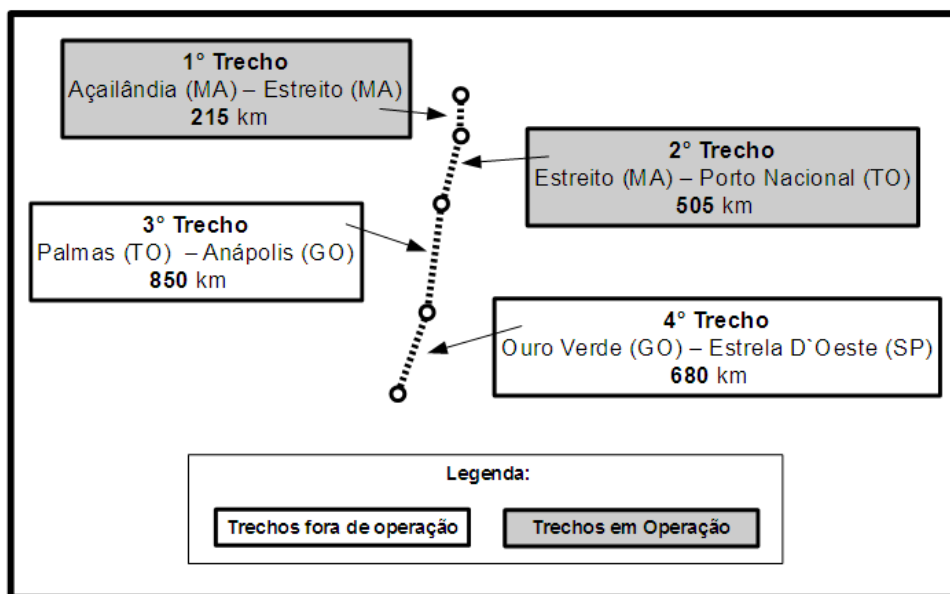 1° Trecho
Açailândia (MA) – Estreito (MA)
215 km
2° Trecho
Estreito (MA) – Porto Nacional (TO)
505 km
3° Trecho
Palmas (TO) – Anápolis (GO)
850 km
4° Trecho
Ouro Verde (GO) – Estrela D`Oeste (SP)
680 km
Legenda:
Trechos fora de operação
Trechos em Operação